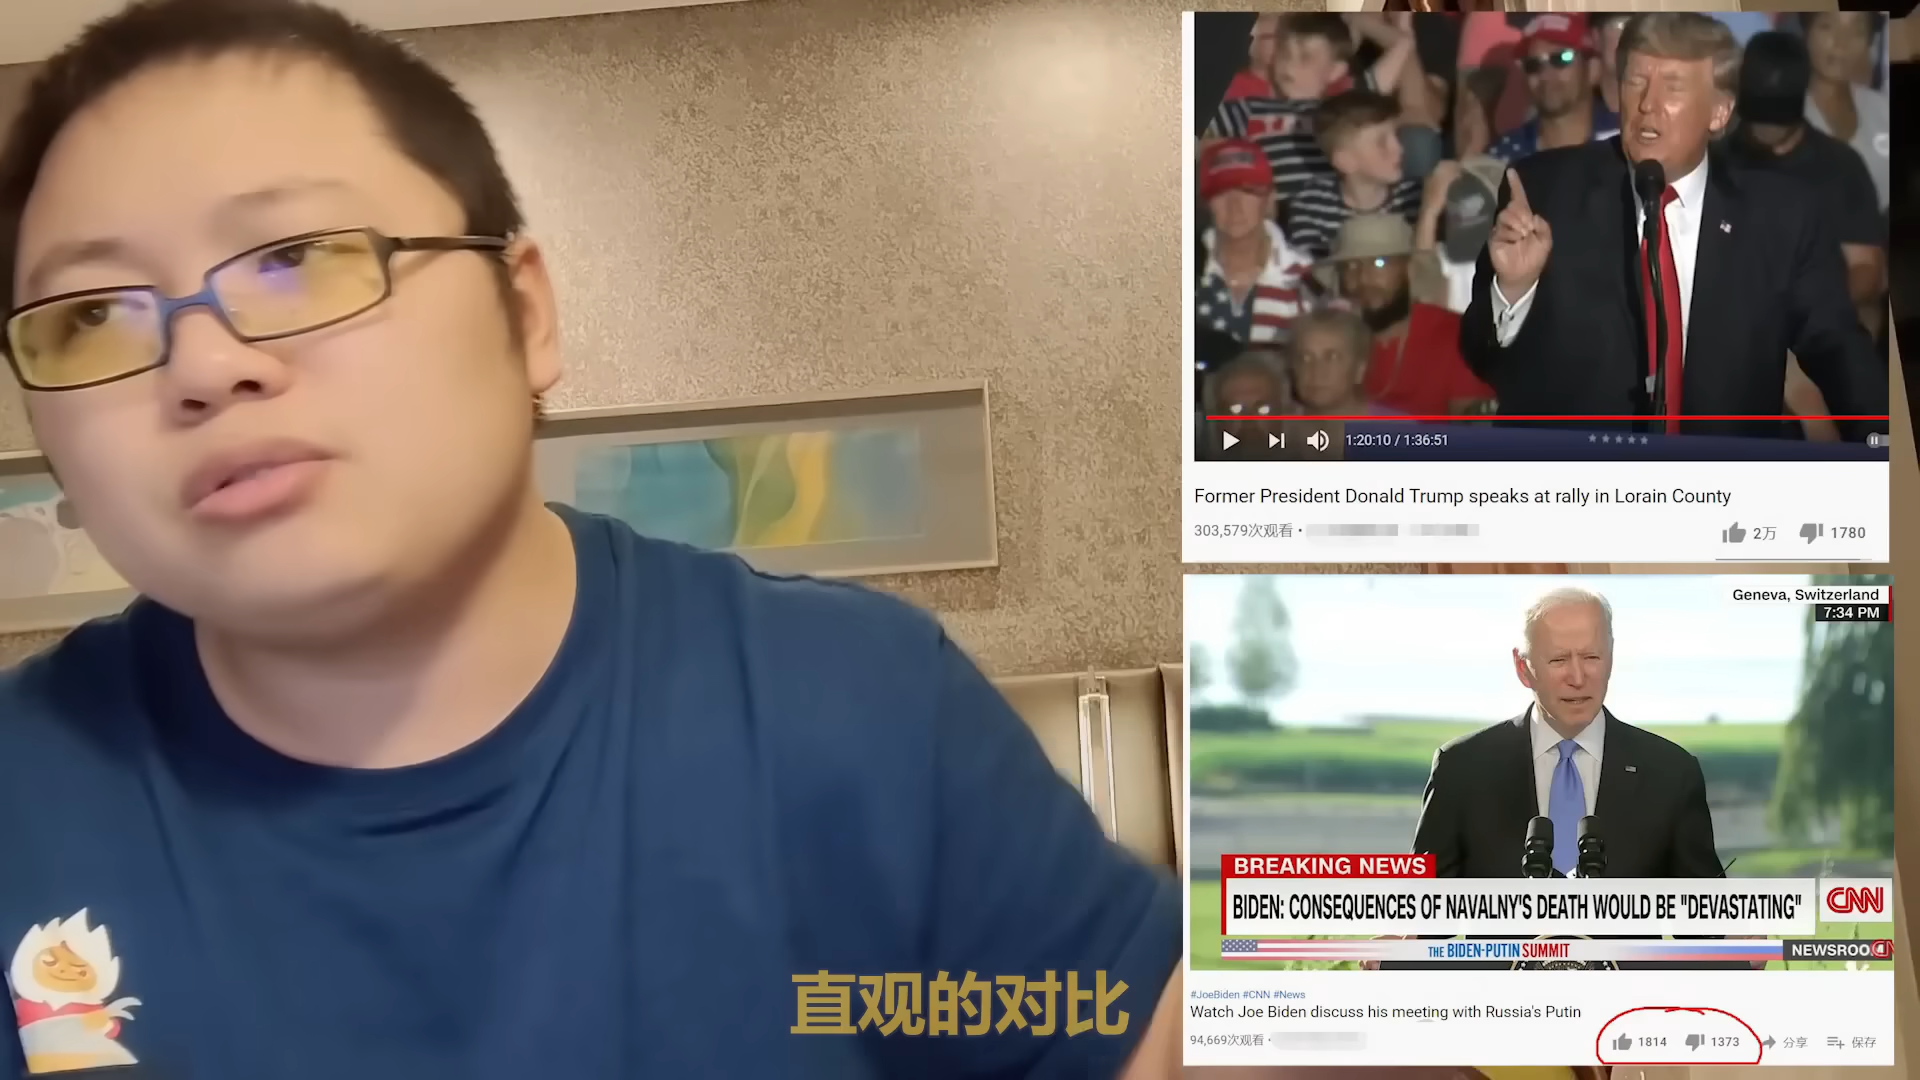 1:20:10 / 1:36:51
Former President Donald Trump speaks at rally in Lorain County
303,579次观看 •
2万 1780
Geneva, Switzerland
7:34 PM
BREAKING NEWS
BIDEN: CONSEQUENCES OF NAVALNY'S DEATH WOULD BE "DEVASTATING"
CNN
THE BIDEN-PUTIN SUMMIT
NEWSROO
#JoeBiden #CNN #News
Watch Joe Biden discuss his meeting with Russia's Putin
94,669次观看 •
1814 1373 分享 保存
直观的对比